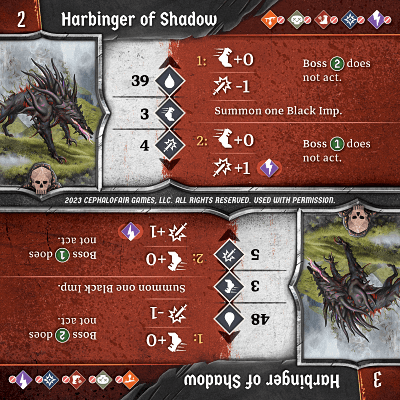 2
Harbinger of Shadow
39
3
4
1: +0
-1
Boss 2 does
not act.
Summon one Black Imp.
2: +0
+1
Boss 1 does
not act.
2023 CEPHALOFAIR GAMES, LLC. ALL RIGHTS RESERVED. USED WITH PERMISSION.
3
Harbinger of Shadow
48
3
5
1: +0
-1
Boss 2 does
not act.
Summon one Black Imp.
2: +0
+1
Boss 1 does
not act.